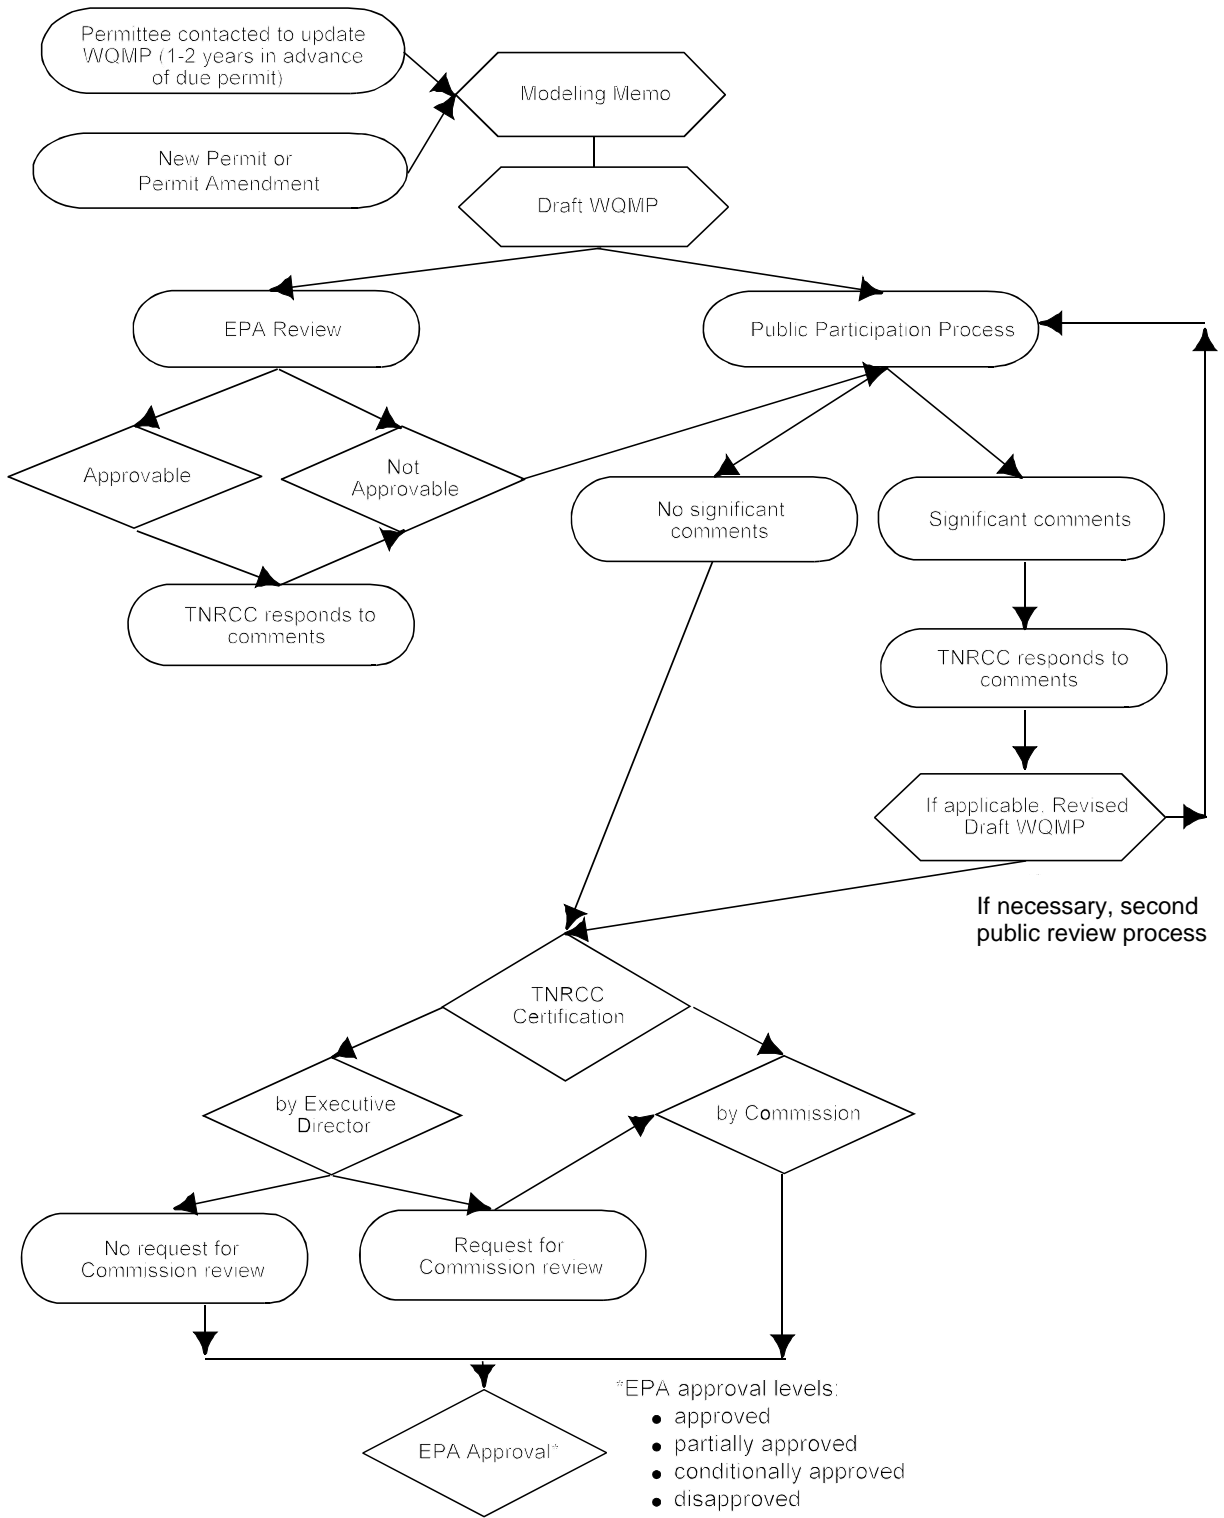 Permittee contacted to update
WQMP (1-2 years in advance
of due permit)
Modeling Memo
New Permit or
Permit Amendment
Draft WQMP
EPA Review
Public Participation Process
Approvable
Not
Approvable
No significant
comments
Significant comments
TNRCC responds to
comments
TNRCC responds to
comments
If applicable, Revised
Draft WQMP
If necessary, second
public review process
TNRCC
Certification
by Executive
Director
by Commission
No request for
Commission review
Request for
Commission review
EPA Approval*
*EPA approval levels:
● approved
● partially approved
● conditionally approved
● disapproved